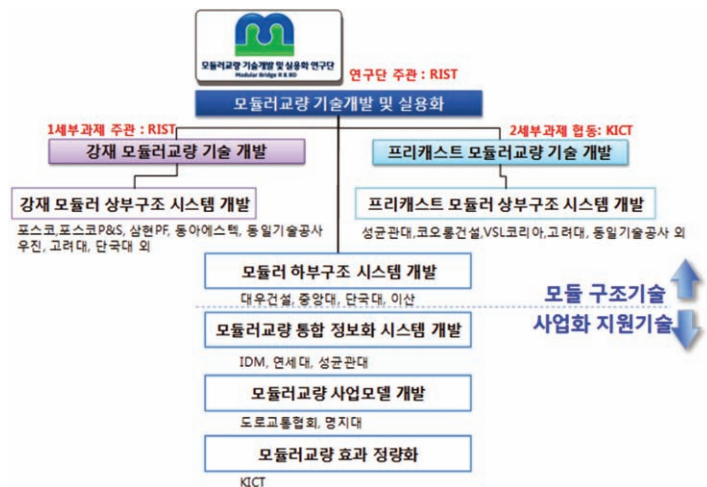 모듈러교량 기술개발 및 실용화 연구단
Modular Bridge R & BD
연구단 주관 : RIST
모듈러교량 기술개발 및 실용화
1세부과제 주관 : RIST
2세부과제 협동: KICT
강재 모듈러교량 기술 개발
프리캐스트 모듈러교량 기술 개발
강재 모듈러 상부구조 시스템 개발
프리캐스트 모듈러 상부구조 시스템 개발
포스코,포스코P&S, 삼현PF, 동아에스텍, 동일기술공사
우진, 고려대, 단국대 외
성균관대,코오롱건설,VSL코리아,고려대, 동일기술공사 외
모듈러 하부구조 시스템 개발
대우건설, 중앙대, 단국대, 이산
모듈 구조기술
사업화 지원기술
모듈러교량 통합 정보화 시스템 개발
IDM, 연세대, 성균관대
모듈러교량 사업모델 개발
도로교통협회, 명지대
모듈러교량 효과 정량화
KICT